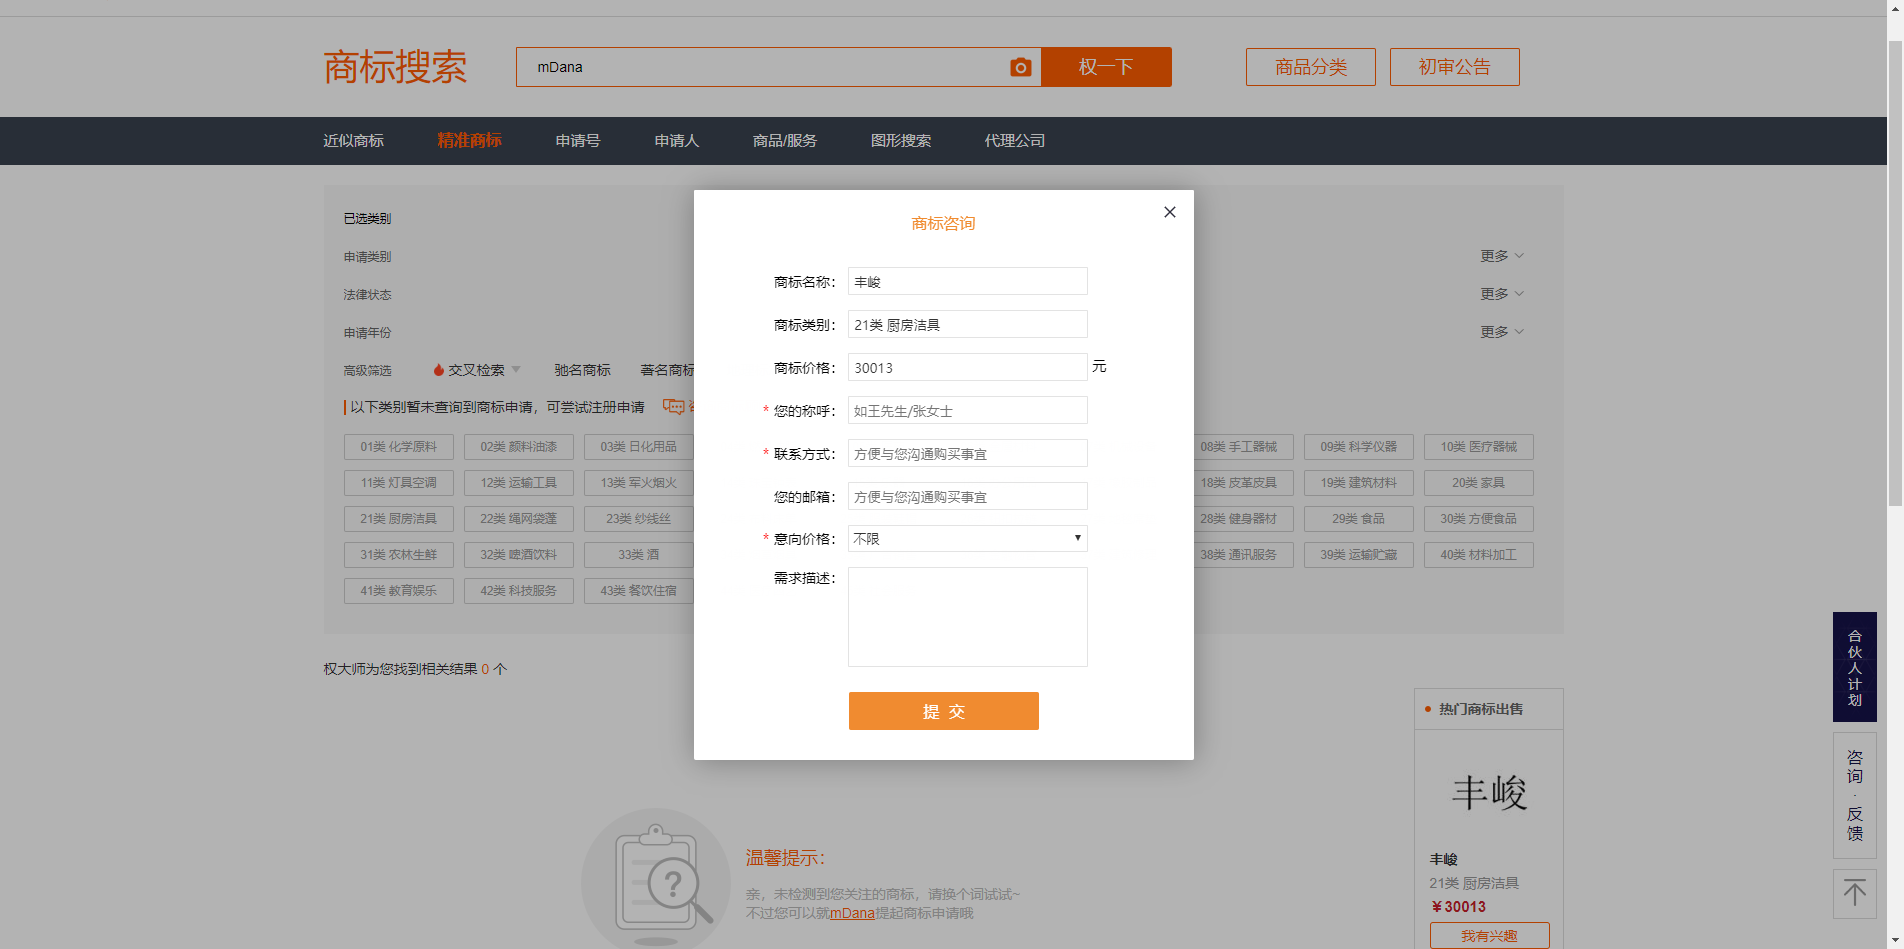 商标搜索
mDana
权一下
商品分类
初审公告
近似商标 精准商标 申请号 申请人 商品/服务 图形搜索 代理公司
已选类别
申请类别 更多
法律状态 更多
申请年份 更多
高级筛选 交叉检索 驰名商标 著名商标
以下类别暂未查询到商标申请，可尝试注册申请
01类 化学原料 02类 颜料油漆 03类 日化用品 08类 手工器械 09类 科学仪器 10类 医疗器械
11类 灯具空调 12类 运输工具 13类 军火烟火 18类 皮革皮具 19类 建筑材料 20类 家具
21类 厨房洁具 22类 绳网袋蓬 23类 纱线丝 28类 健身器材 29类 食品 30类 方便食品
31类 农林生鲜 32类 啤酒饮料 33类 酒 38类 通讯服务 39类 运输贮藏 40类 材料加工
41类 教育娱乐 42类 科技服务 43类 餐饮住宿
权大师为您找到相关结果 0 个
商标咨询
商标名称： 丰峻
商标类别： 21类 厨房洁具
商标价格： 30013 元
* 您的称呼： 如王先生/张女士
* 联系方式： 方便与您沟通购买事宜
您的邮箱： 方便与您沟通购买事宜
* 意向价格： 不限
需求描述：
提 交
温馨提示：
亲，未检测到您关注的商标，请换个词试试~
不过您可以就mDana提起商标申请哦
热门商标出售
丰峻
丰峻
21类 厨房洁具
￥30013
我有兴趣
合伙人计划
咨询·反馈